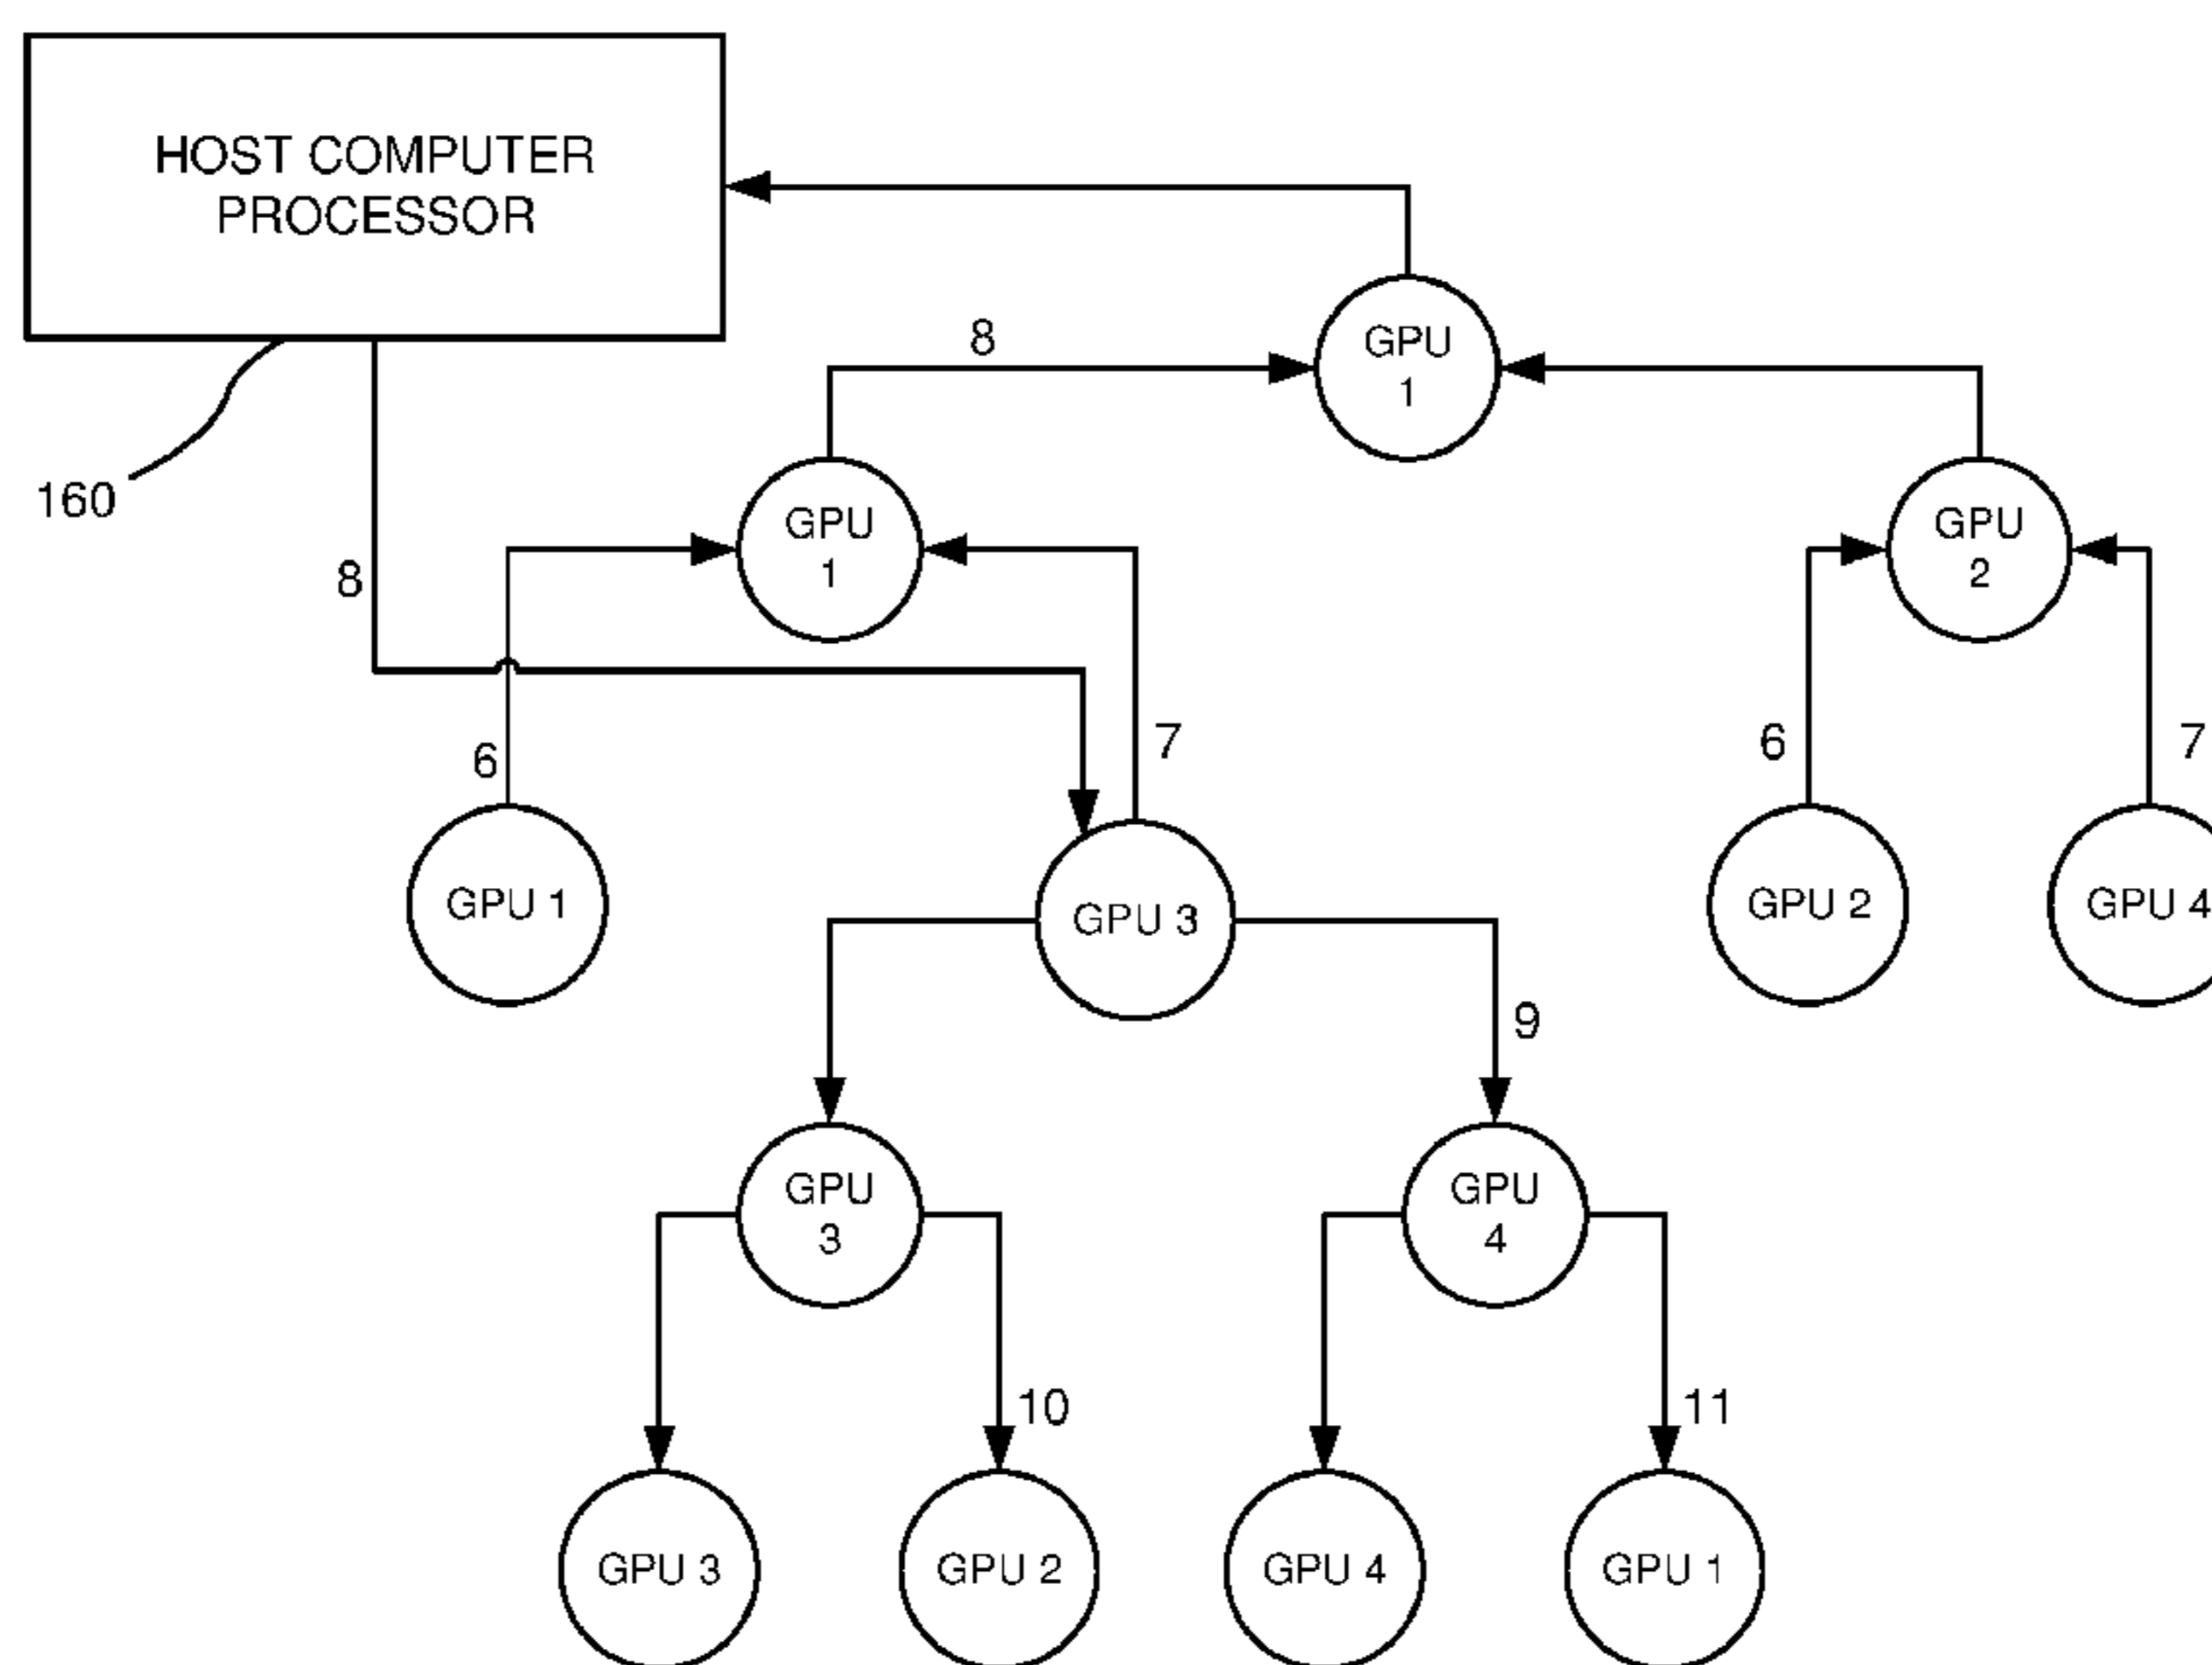 HOST COMPUTER
PROCESSOR
8
GPU
1
160
GPU
1
GPU
2
8
6
7
6
7
GPU 1
GPU 3
GPU 2
GPU 4
9
GPU
3
GPU
4
10
11
GPU 3
GPU 2
GPU 4
GPU 1